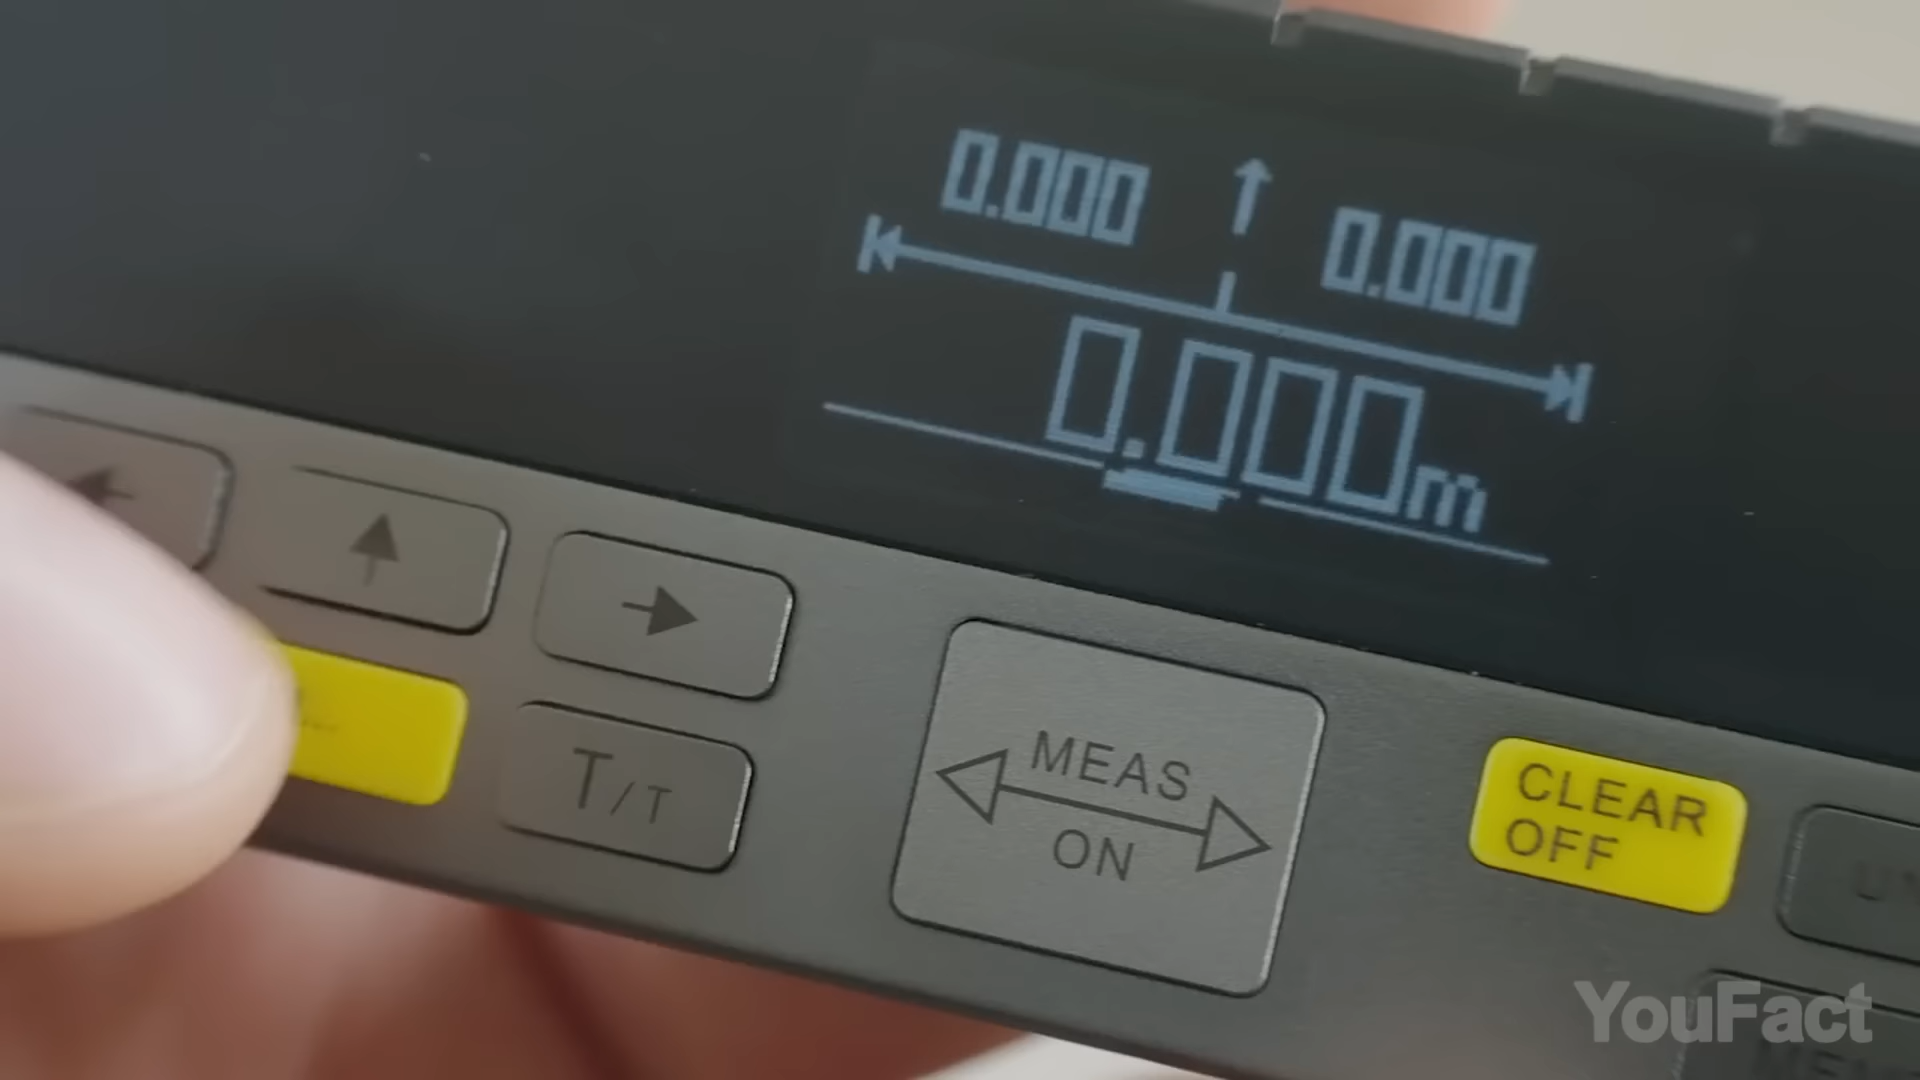 0.000 ↑ 0.000
0.000m
T/T
MEAS
ON
CLEAR
OFF
YouFact